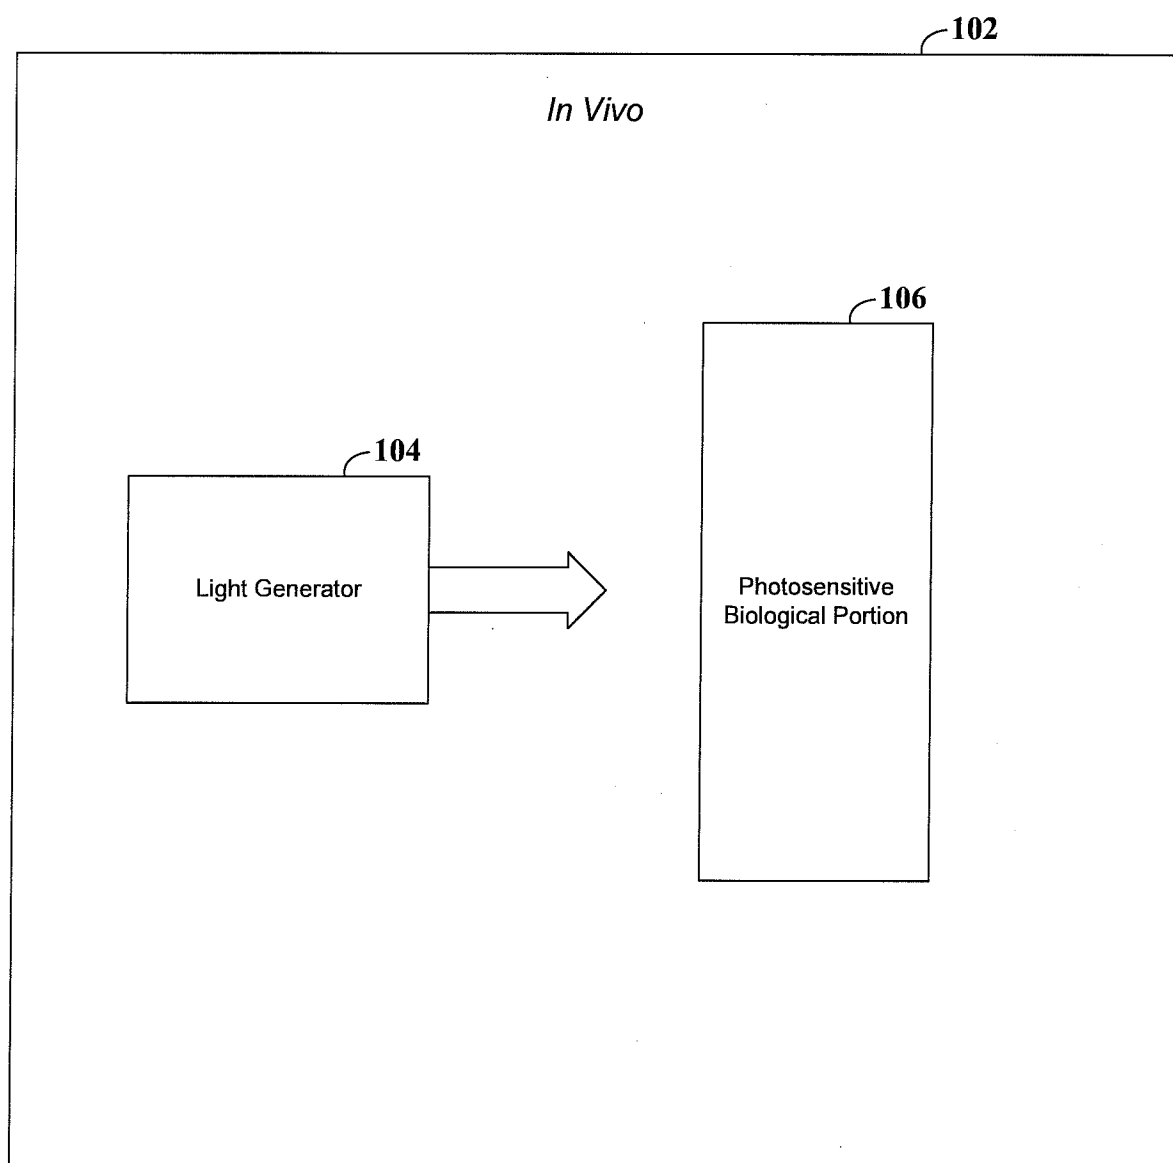 102
In Vivo
106
104
Light Generator
Photosensitive
Biological Portion